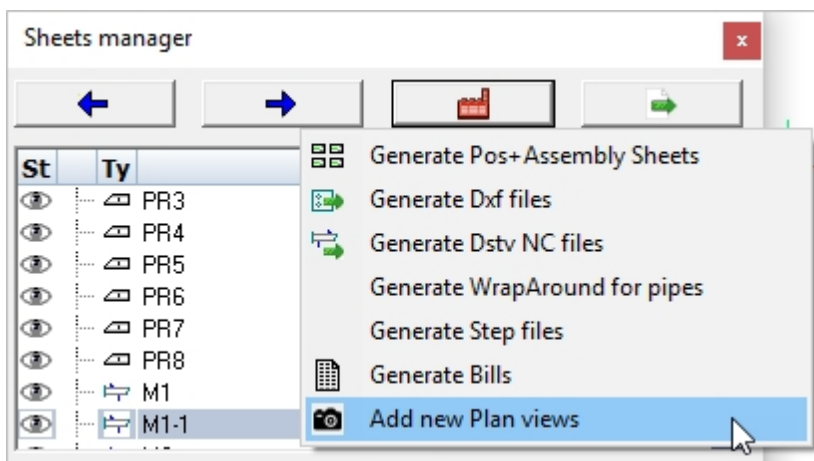 Sheets manager
x
St Ty
PR3
PR4
PR5
PR6
PR7
PR8
M1
M1-1
Generate Pos+Assembly Sheets
Generate Dxf files
Generate Dstv NC files
Generate WrapAround for pipes
Generate Step files
Generate Bills
Add new Plan views